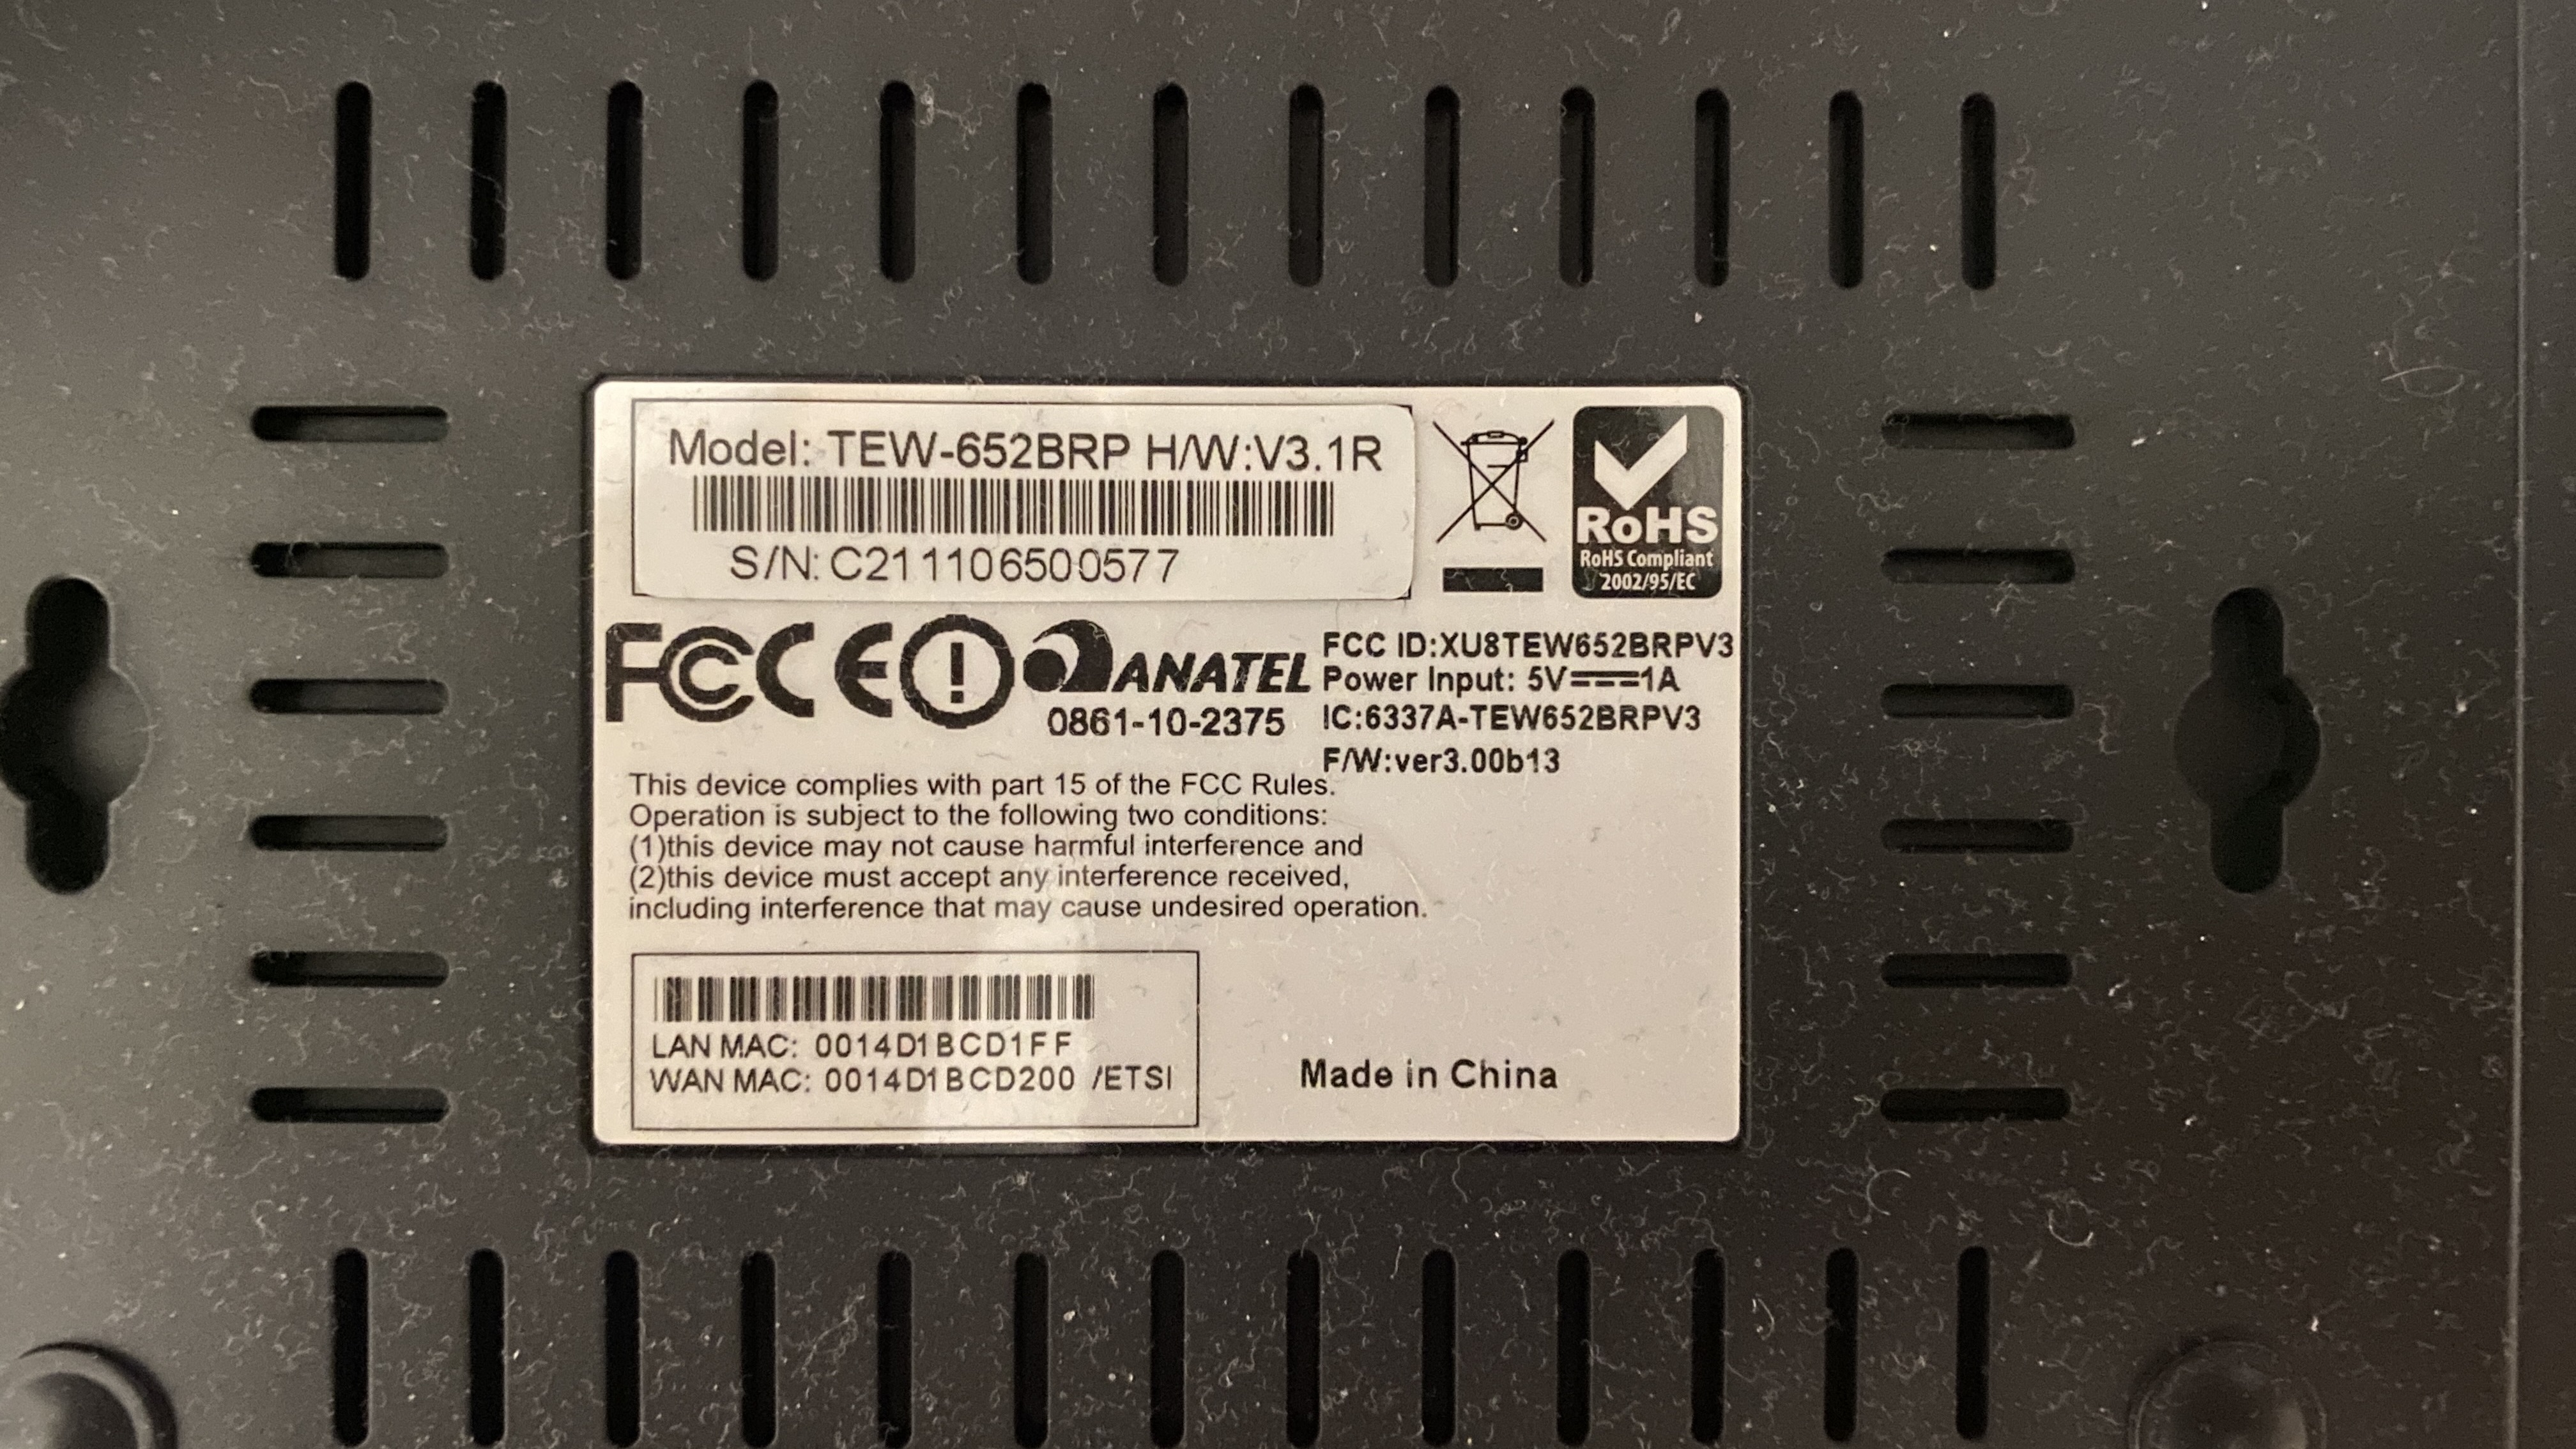 Model: TEW-652BRP H/W:V3.1R
S/N: C211106500577
RoHS
RoHS Compliant
2002/95/EC
FCC CE ! ANATEL
0861-10-2375
FCC ID:XU8TEW652BRPV3
Power Input: 5V⎓1A
IC:6337A-TEW652BRPV3
F/W:ver3.00b13
This device complies with part 15 of the FCC Rules.
Operation is subject to the following two conditions:
(1)this device may not cause harmful interference and
(2)this device must accept any interference received,
including interference that may cause undesired operation.
LAN MAC: 0014D1BCD1FF
WAN MAC: 0014D1BCD200 /ETSI
Made in China